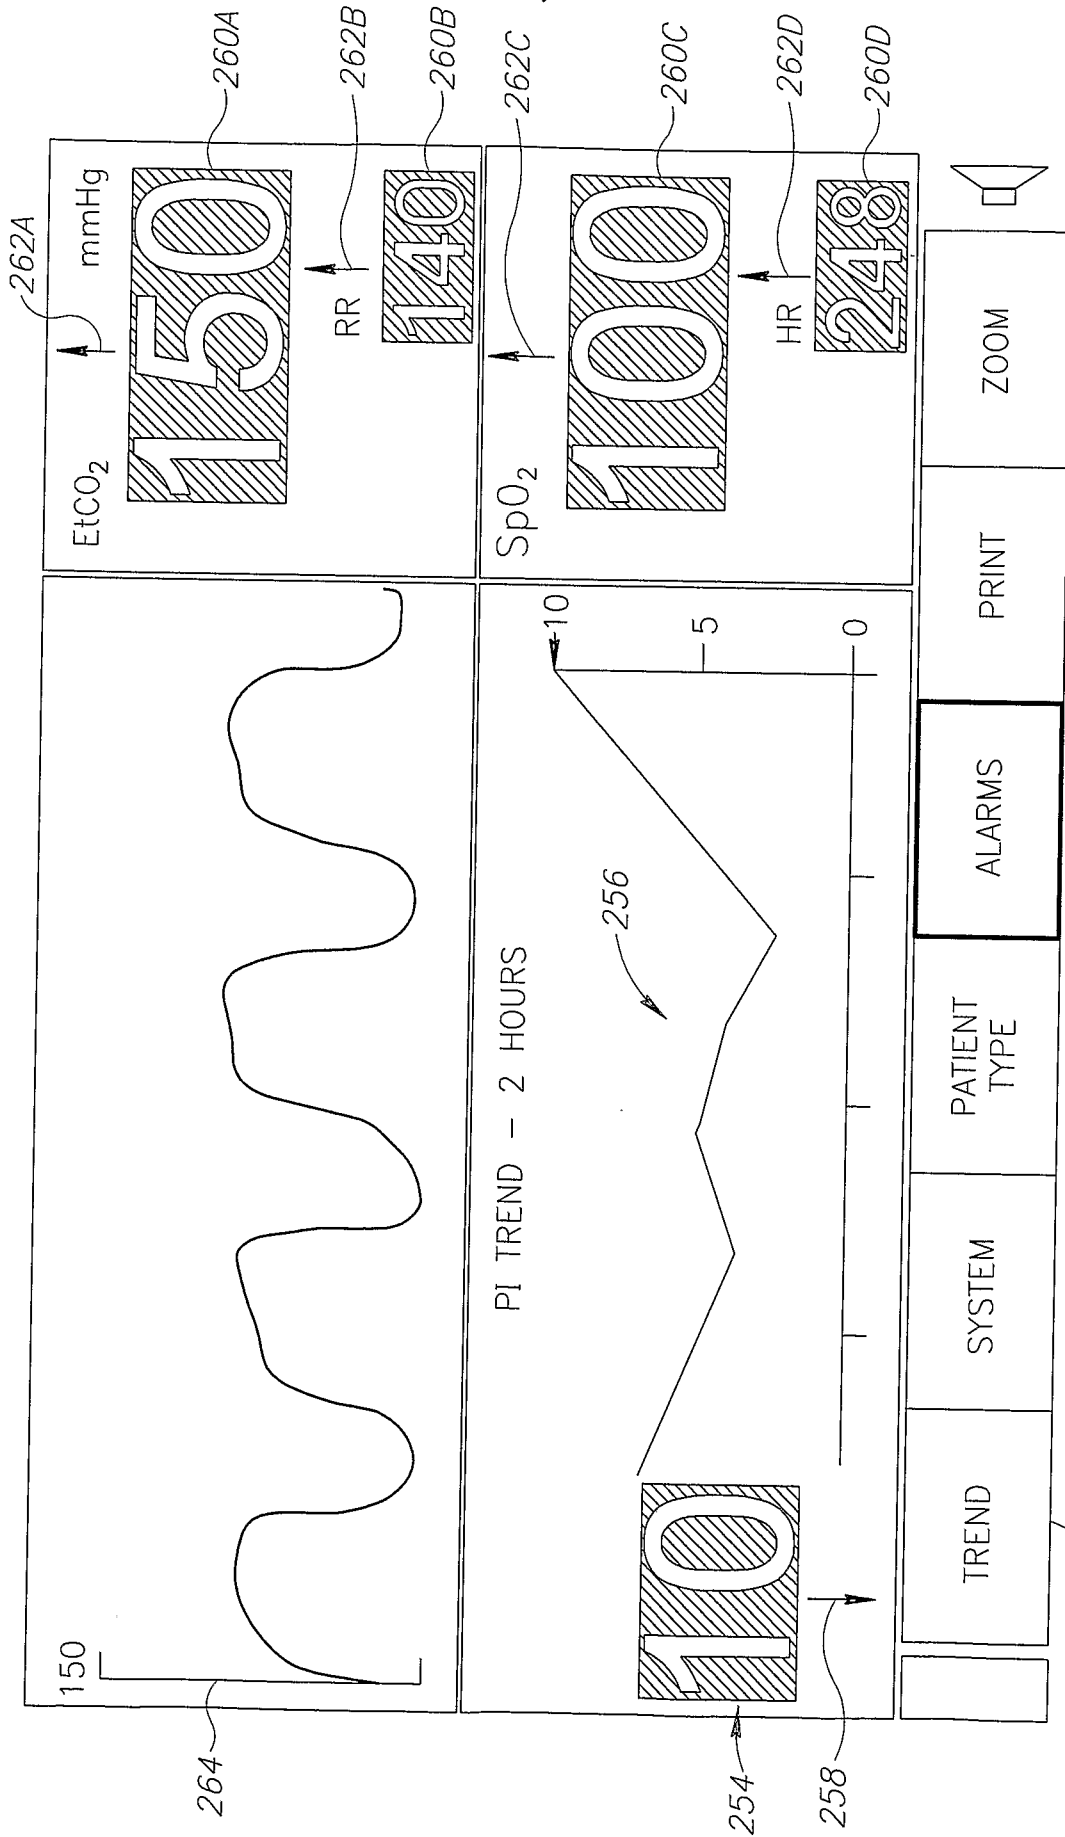 262A
EtCO2 mmHg
150
260A
RR
262B
140
260B
150
264
262C
SpO2
100
260C
HR
262D
248
260D
PI TREND – 2 HOURS
10
5
0
256
10
254
258
TREND
SYSTEM
PATIENT
TYPE
ALARMS
PRINT
ZOOM